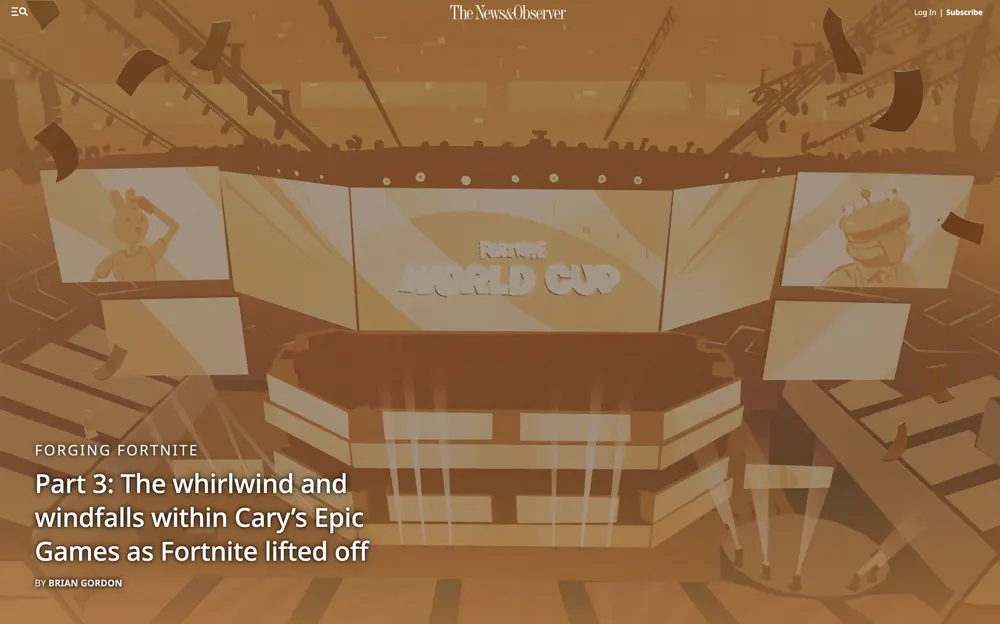 The News&Observer
Log In | Subscribe
FORTNITE
WORLD CUP
FORGING FORTNITE
Part 3: The whirlwind and
windfalls within Cary’s Epic
Games as Fortnite lifted off
BY BRIAN GORDON